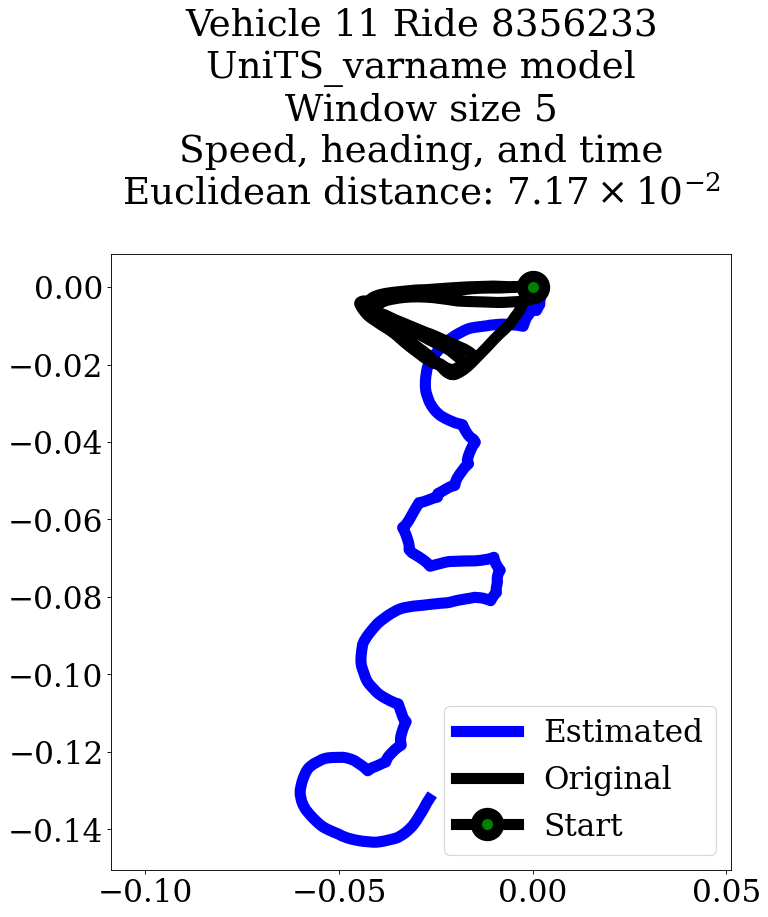 Vehicle 11 Ride 8356233
UniTS_varname model
Window size 5
Speed, heading, and time
Euclidean distance: 7.17 × 10⁻²
0.00
−0.02
−0.04
−0.06
−0.08
−0.10
−0.12
−0.14
Estimated
Original
Start
−0.10
−0.05
0.00
0.05